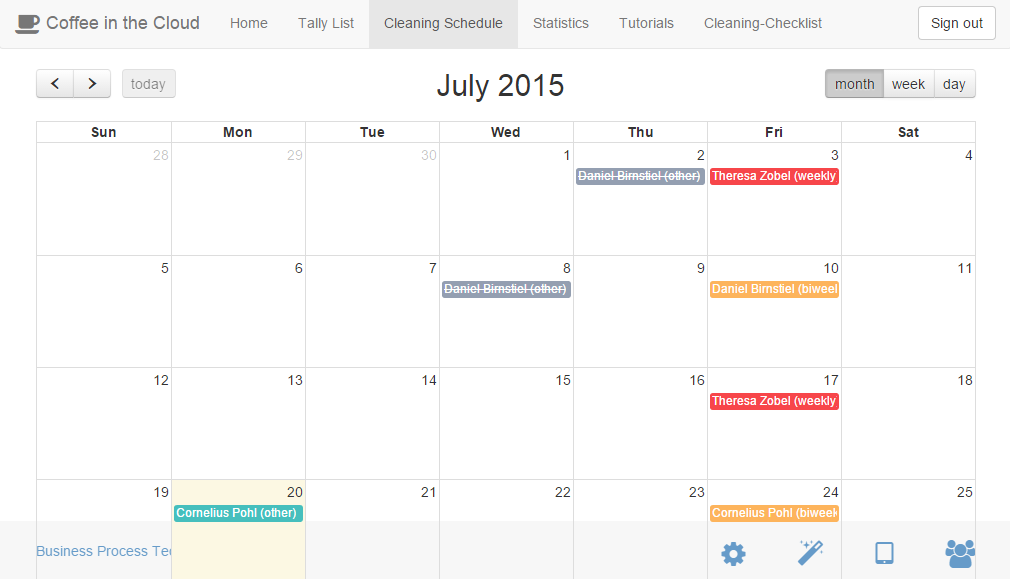 Coffee in the Cloud Home Tally List Cleaning Schedule Statistics Tutorials Cleaning-Checklist Sign out
today July 2015 month week day
Sun Mon Tue Wed Thu Fri Sat
28 29 30 1 2 3 4
Daniel Birnstiel (other) Theresa Zobel (weekly
5 6 7 8 9 10 11
Daniel Birnstiel (other) Daniel Birnstiel (biweek
12 13 14 15 16 17 18
Theresa Zobel (weekly
19 20 21 22 23 24 25
Cornelius Pohl (other) Cornelius Pohl (biweek
Business Process Tec